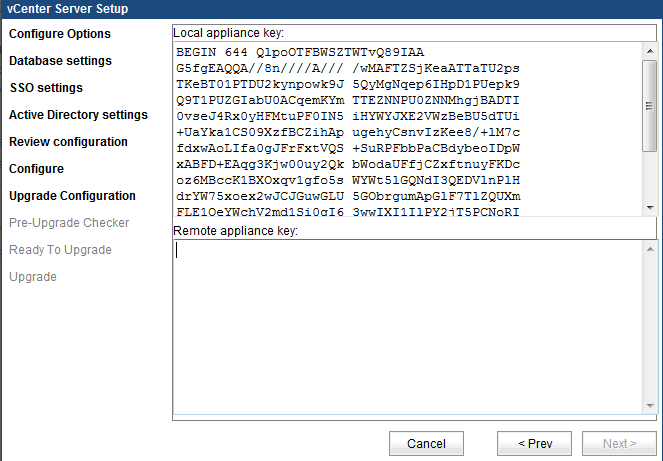 vCenter Server Setup
Configure Options
Database settings
SSO settings
Active Directory settings
Review configuration
Configure
Upgrade Configuration
Pre-Upgrade Checker
Ready To Upgrade
Upgrade
Local appliance key:
BEGIN 644 QlpoOTFBWSZTWTvQ89IAA
G5fgEAQQA//8n////A/// /wMAFTZSjKeaATTaTU2ps
TKeBT01PTDU2kynpowk9J 5QyMgNqep6IHpD1PUepk9
Q9T1PUZGIabU0ACqemKYm TTEZNNPU0ZNNMhgjBADTI
0vseJ4Rx0yHFMtuPF0IN5 iHYWYJXE2VWzBeBU5dTUi
+UaYka1CS09XzfBCZihAp ugehyCsnvIzKee8/+lM7c
fdxwAoLIfa0gJFrFxtVQS +SuRPFbbPaCBdybeoIDpW
xABFD+EAqg3Kjw00uy2Qk bWodaUFfjCZxftnuyFKDc
oz6MBccK1BXOxqv1gfo5s WYWt5lGQNdI3QEDVlnPlH
drYW75xoex2wJCJGuwGLU 5GObrgumApGlF7TlZQUXm
FLE1OeYWchV2md1Si0qI6 3wwIXI1IlPY2jT5PCNoRI
Remote appliance key:
Cancel
< Prev
Next >